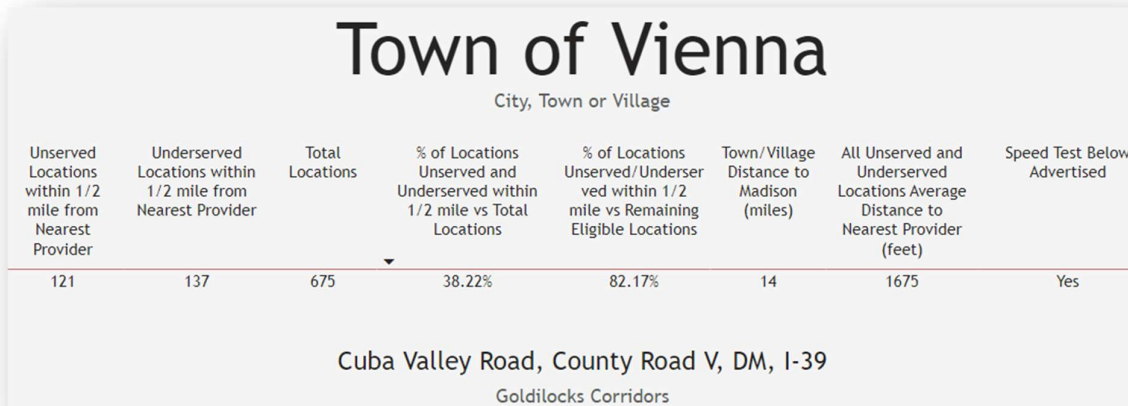 Town of Vienna
City, Town or Village
Unserved
Locations
within 1/2
mile from
Nearest
Provider
Underserved
Locations within
1/2 mile from
Nearest Provider
Total
Locations
% of Locations
Unserved and
Underserved within
1/2 mile vs Total
Locations
% of Locations
Unserved/Underser
ved within 1/2
mile vs Remaining
Eligible Locations
Town/Village
Distance to
Madison
(miles)
All Unserved and
Underserved
Locations Average
Distance to
Nearest Provider
(feet)
Speed Test Below
Advertised
121 137 675 38.22% 82.17% 14 1675 Yes
Cuba Valley Road, County Road V, DM, I-39
Goldilocks Corridors